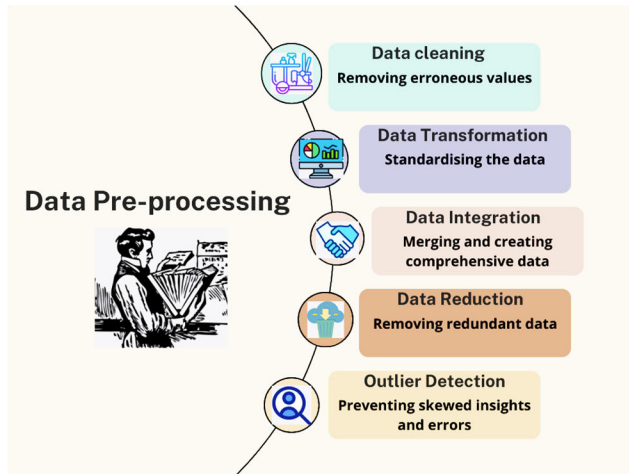 Data Pre-processing
Data cleaning
Removing erroneous values
Data Transformation
Standardising the data
Data Integration
Merging and creating
comprehensive data
Data Reduction
Removing redundant data
Outlier Detection
Preventing skewed insights
and errors